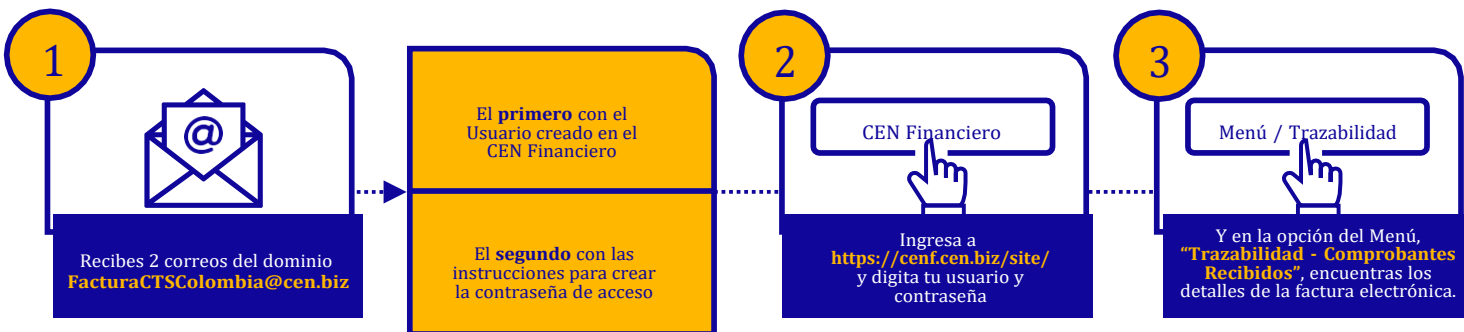 1
@
Recibes 2 correos del dominio
FacturaCTSColombia@cen.biz
El primero con el
Usuario creado en el
CEN Financiero
El segundo con las
instrucciones para crear
la contraseña de acceso
2
CEN Financiero
Ingresa a
https://cenf.cen.biz/site/
y digita tu usuario y
contraseña
3
Menú / Trazabilidad
Y en la opción del Menú,
“Trazabilidad - Comprobantes
Recibidos”, encuentras los
detalles de la factura electrónica.